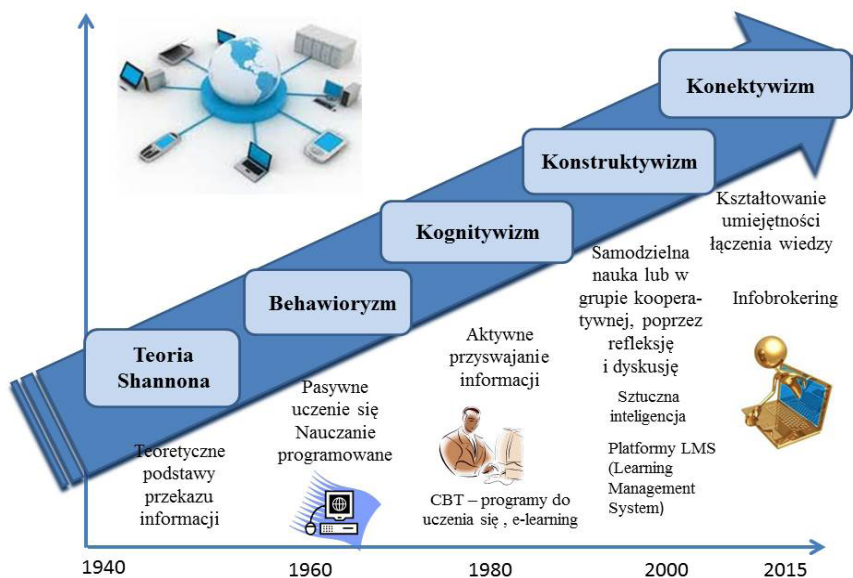 Konektywizm
Konstruktywizm
Kognitywizm
Behawioryzm
Teoria
Shannona
Teoretyczne
podstawy
przekazu
informacji
Pasywne
uczenie się
Nauczanie
programowane
Aktywne
przyswajanie
informacji
CBT – programy do
uczenia się , e-learning
Samodzielna
nauka lub w
grupie koopera-
tywnej, poprzez
refleksję
i dyskusję
Sztuczna
inteligencja
Platformy LMS
(Learning
Management
System)
Kształtowanie
umiejętności
łączenia wiedzy
Infobrokering
1940 1960 1980 2000 2015